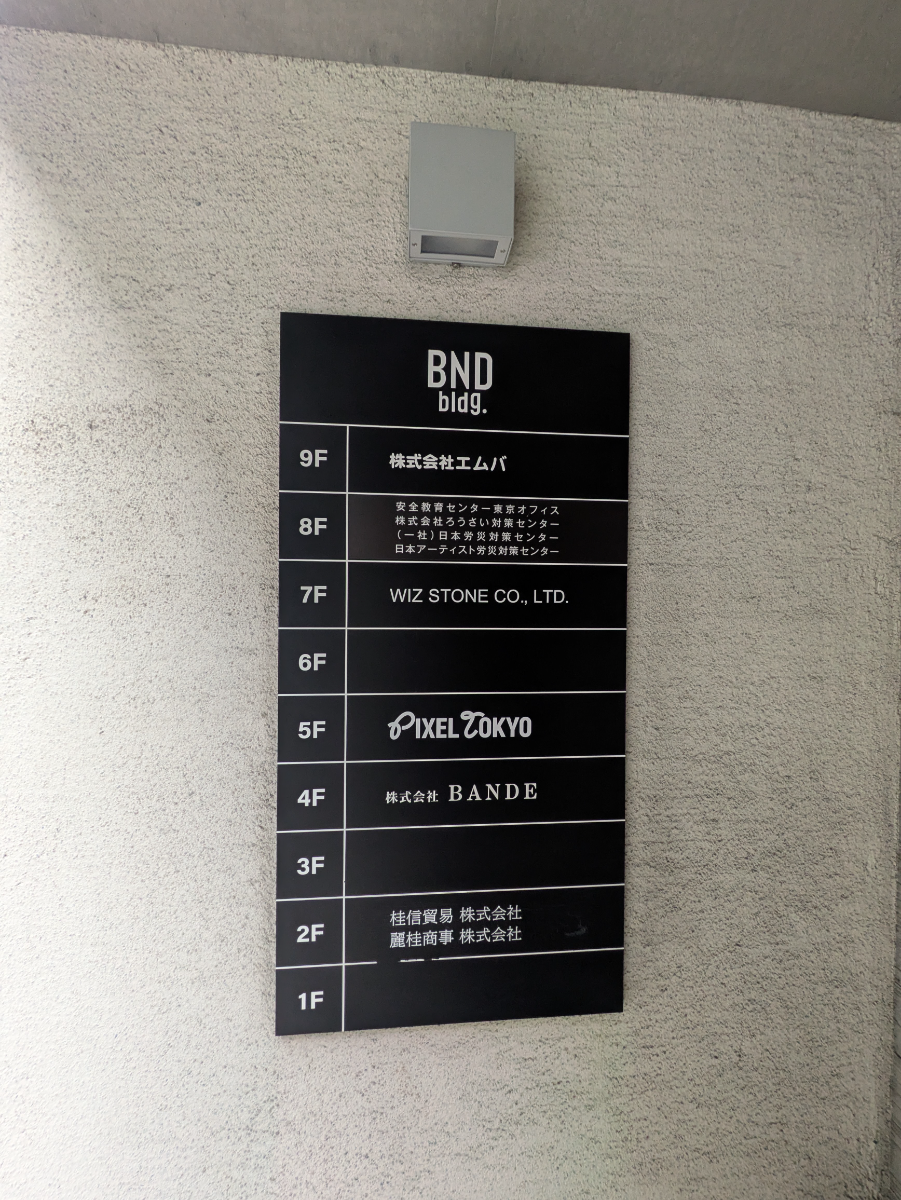 BND
bldg.
9F 株式会社エムバ
8F 安全教育センター東京オフィス
株式会社ろうさい対策センター
(一社)日本労災対策センター
日本アーティスト労災対策センター
7F WIZ STONE CO., LTD.
6F
5F PIXEL TOKYO
4F 株式会社 BANDE
3F
2F 桂信貿易 株式会社
麗桂商事 株式会社
1F